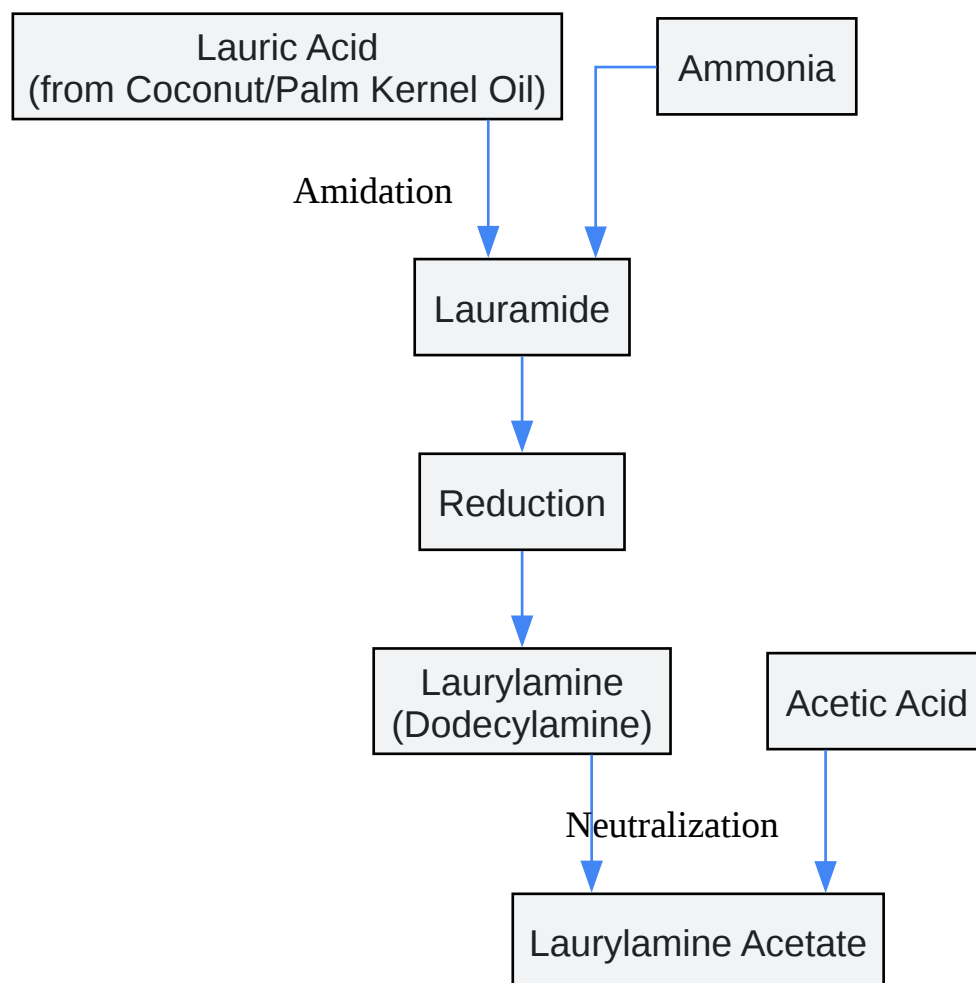 Lauric Acid
(from Coconut/Palm Kernel Oil)
Ammonia
Amidation
Lauramide
Reduction
Laurylamine
(Dodecylamine)
Acetic Acid
Neutralization
Laurylamine Acetate